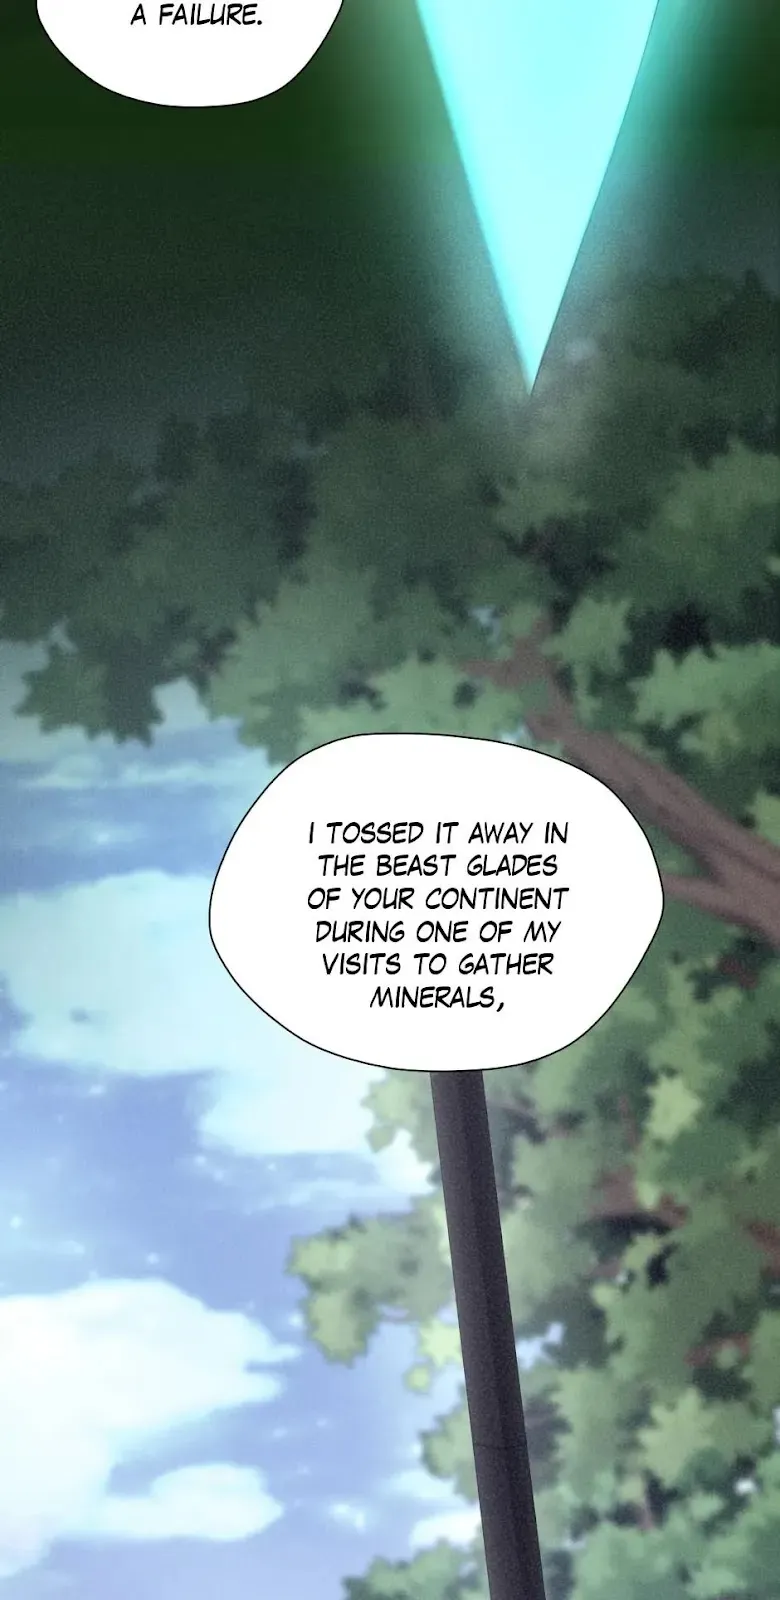 A FAILURE.
I TOSSED IT AWAY IN
THE BEAST GLADES
OF YOUR CONTINENT
DURING ONE OF MY
VISITS TO GATHER
MINERALS,